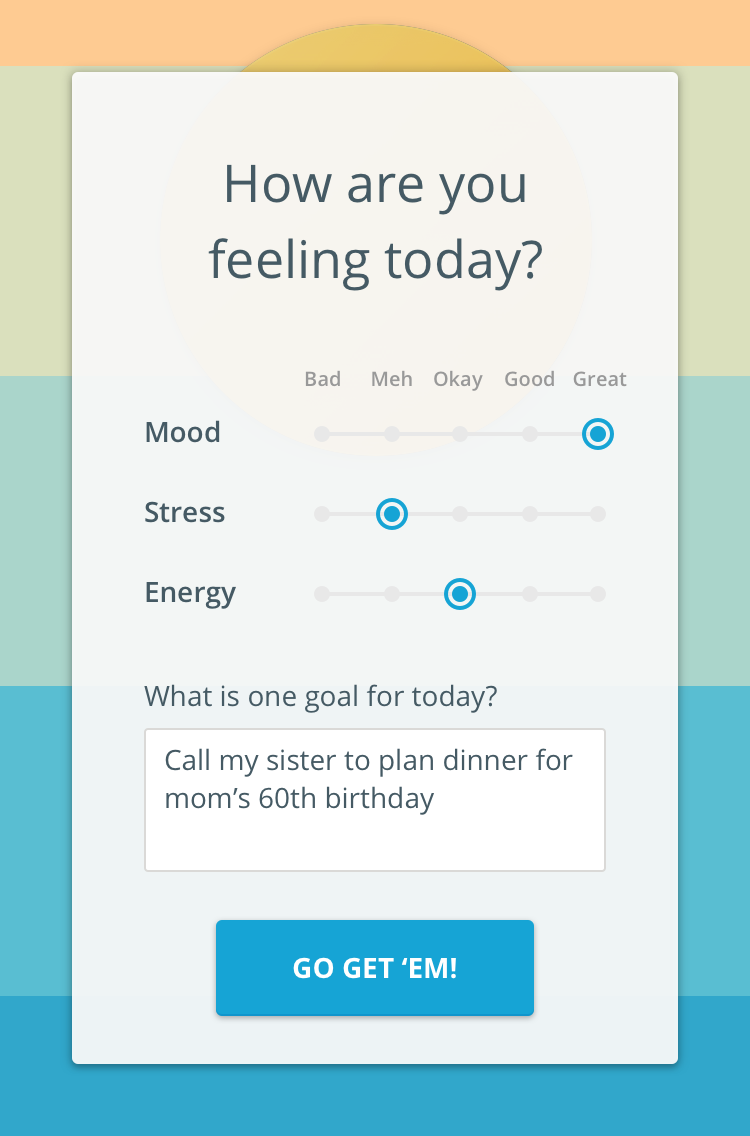 How are you
feeling today?
Bad Meh Okay Good Great
Mood
Stress
Energy
What is one goal for today?
Call my sister to plan dinner for
mom’s 60th birthday
GO GET ‘EM!